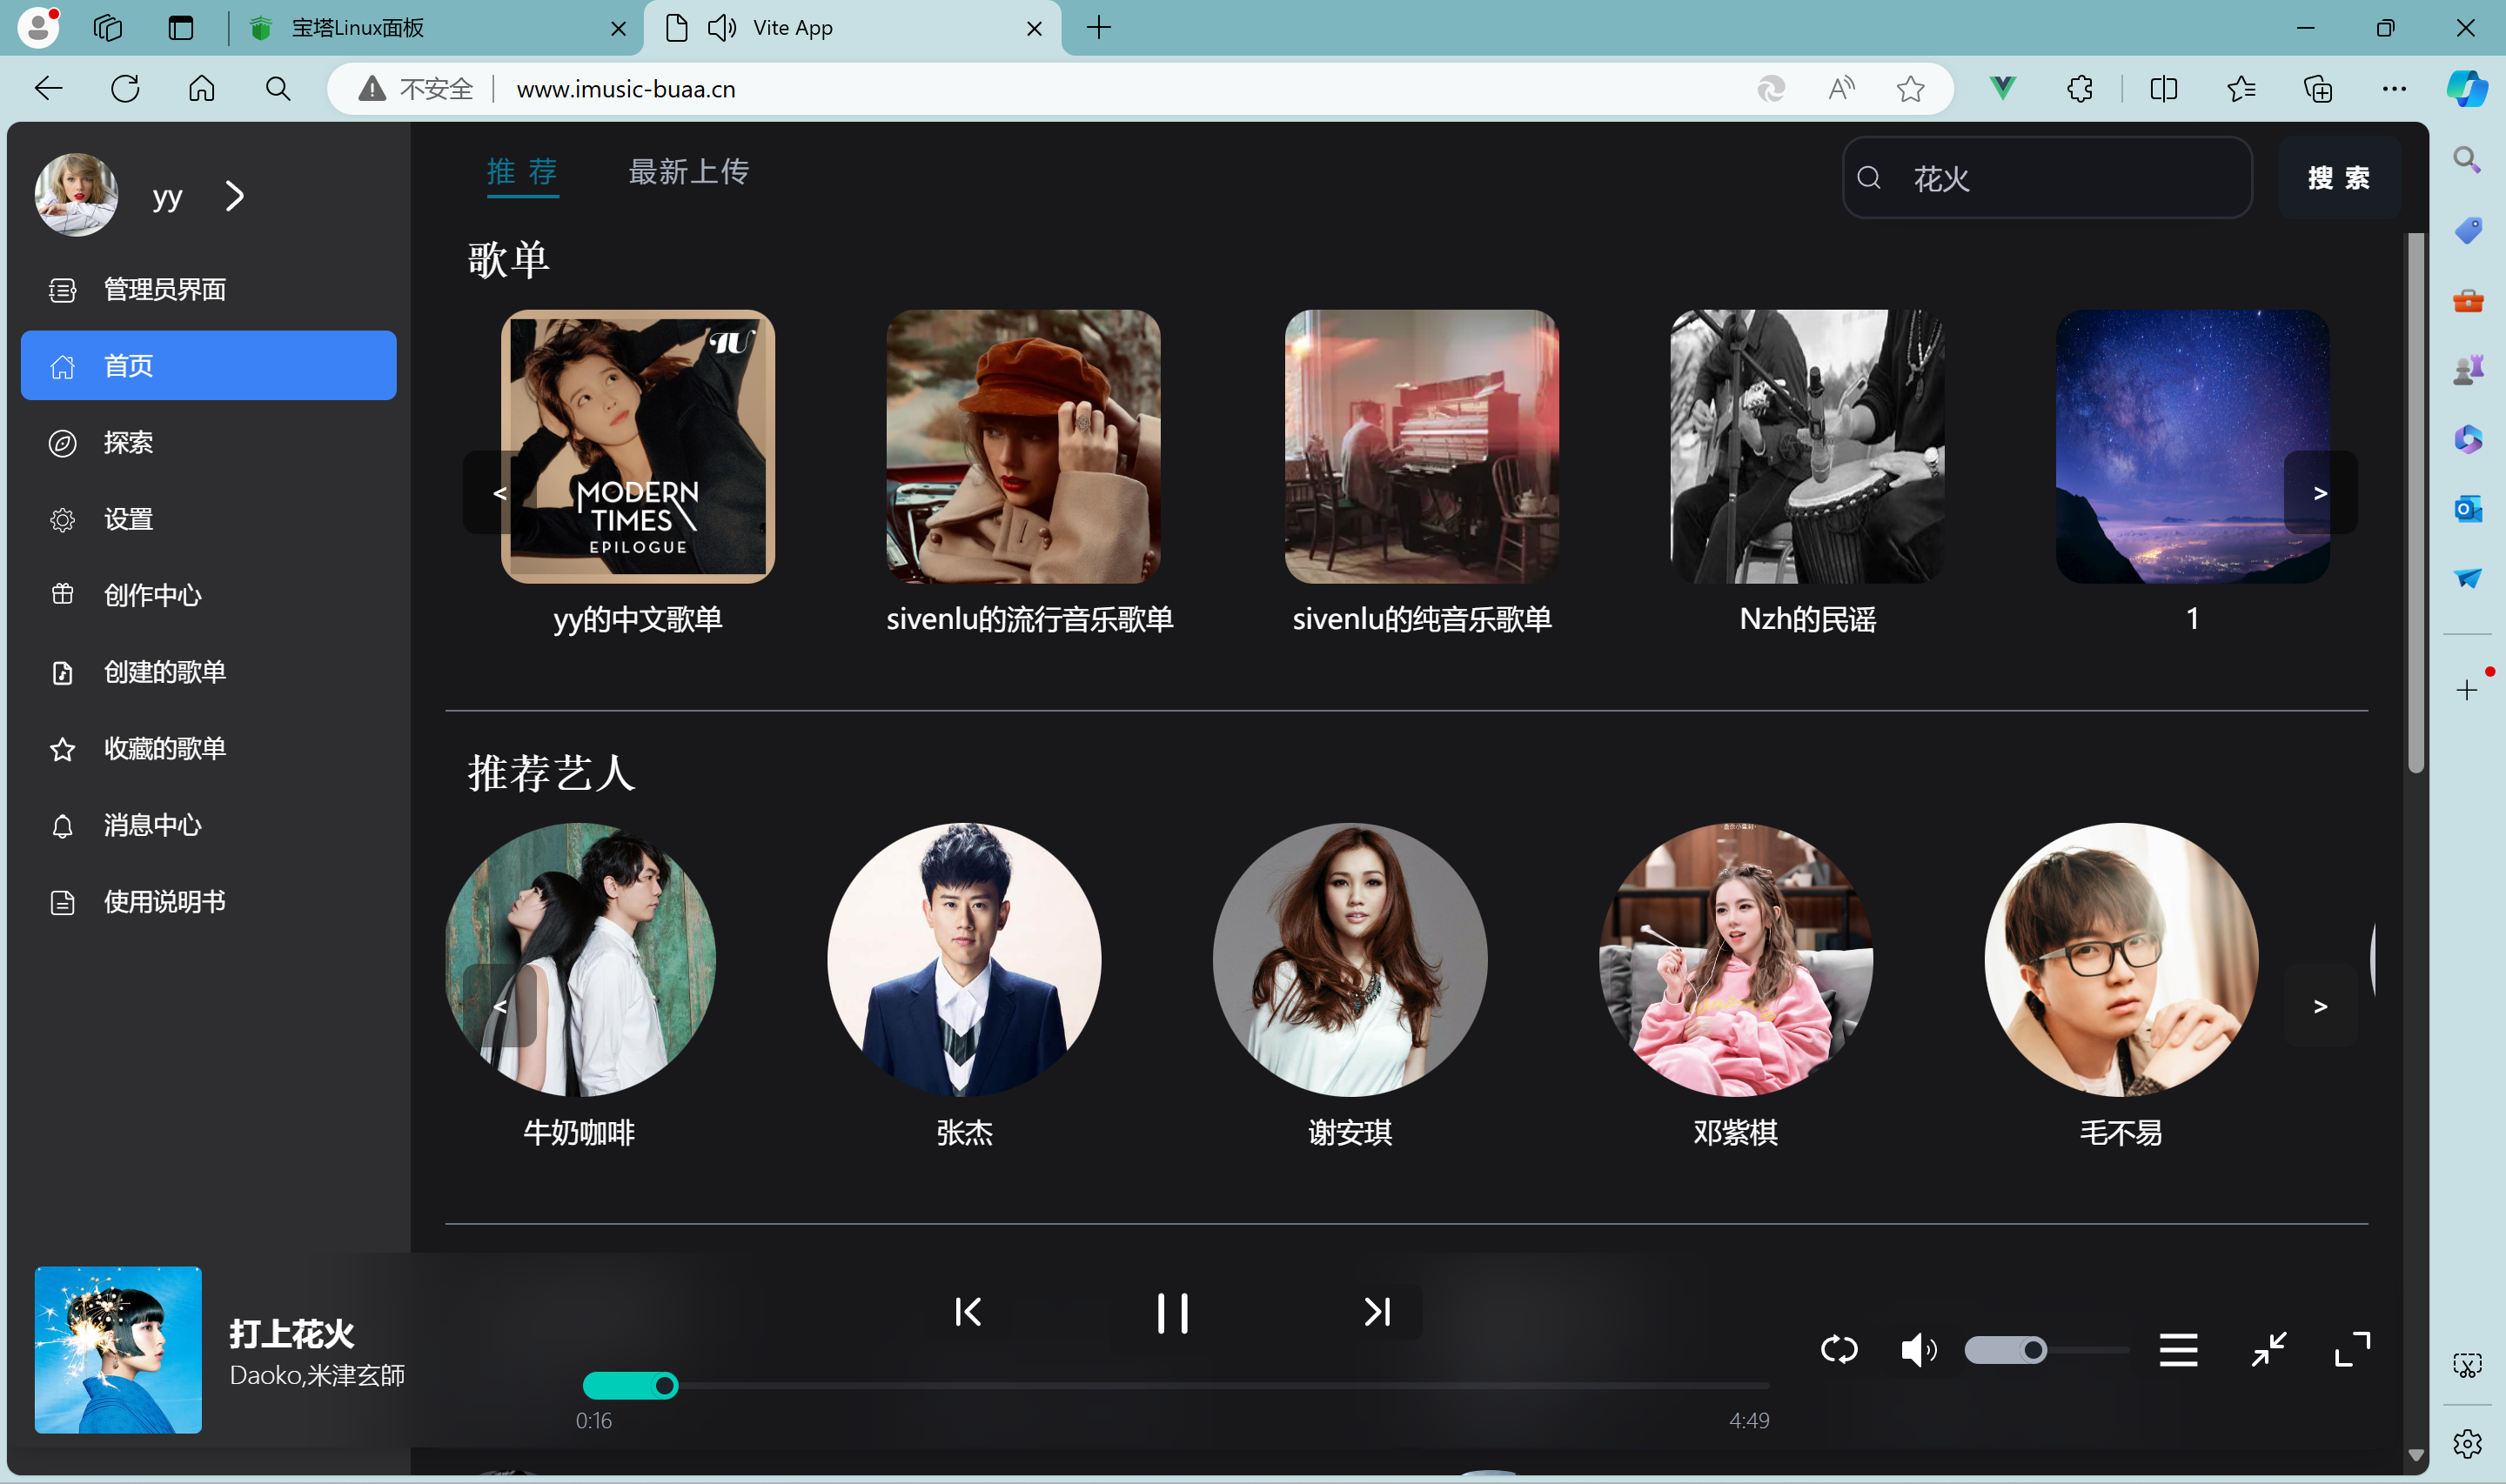 宝塔Linux面板
Vite App
不安全
www.imusic-buaa.cn
yy
推 荐
最新上传
花火
搜 索
管理员界面
首页
探索
设置
创作中心
创建的歌单
收藏的歌单
消息中心
使用说明书
歌单
IU
MODERN
TIMES
EPILOGUE
<
>
yy的中文歌单
sivenlu的流行音乐歌单
sivenlu的纯音乐歌单
Nzh的民谣
1
推荐艺人
<
>
牛奶咖啡
张杰
谢安琪
邓紫棋
毛不易
打上花火
Daoko,米津玄師
0:16
4:49